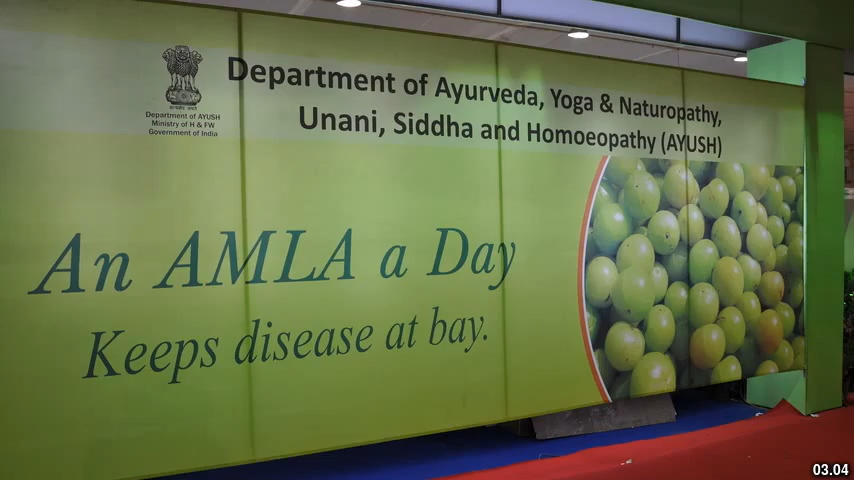 Department of AYUSH
Ministry of H & FW
Government of India
Department of Ayurveda, Yoga & Naturopathy,
Unani, Siddha and Homoeopathy (AYUSH)
An AMLA a Day
Keeps disease at bay.
03.04